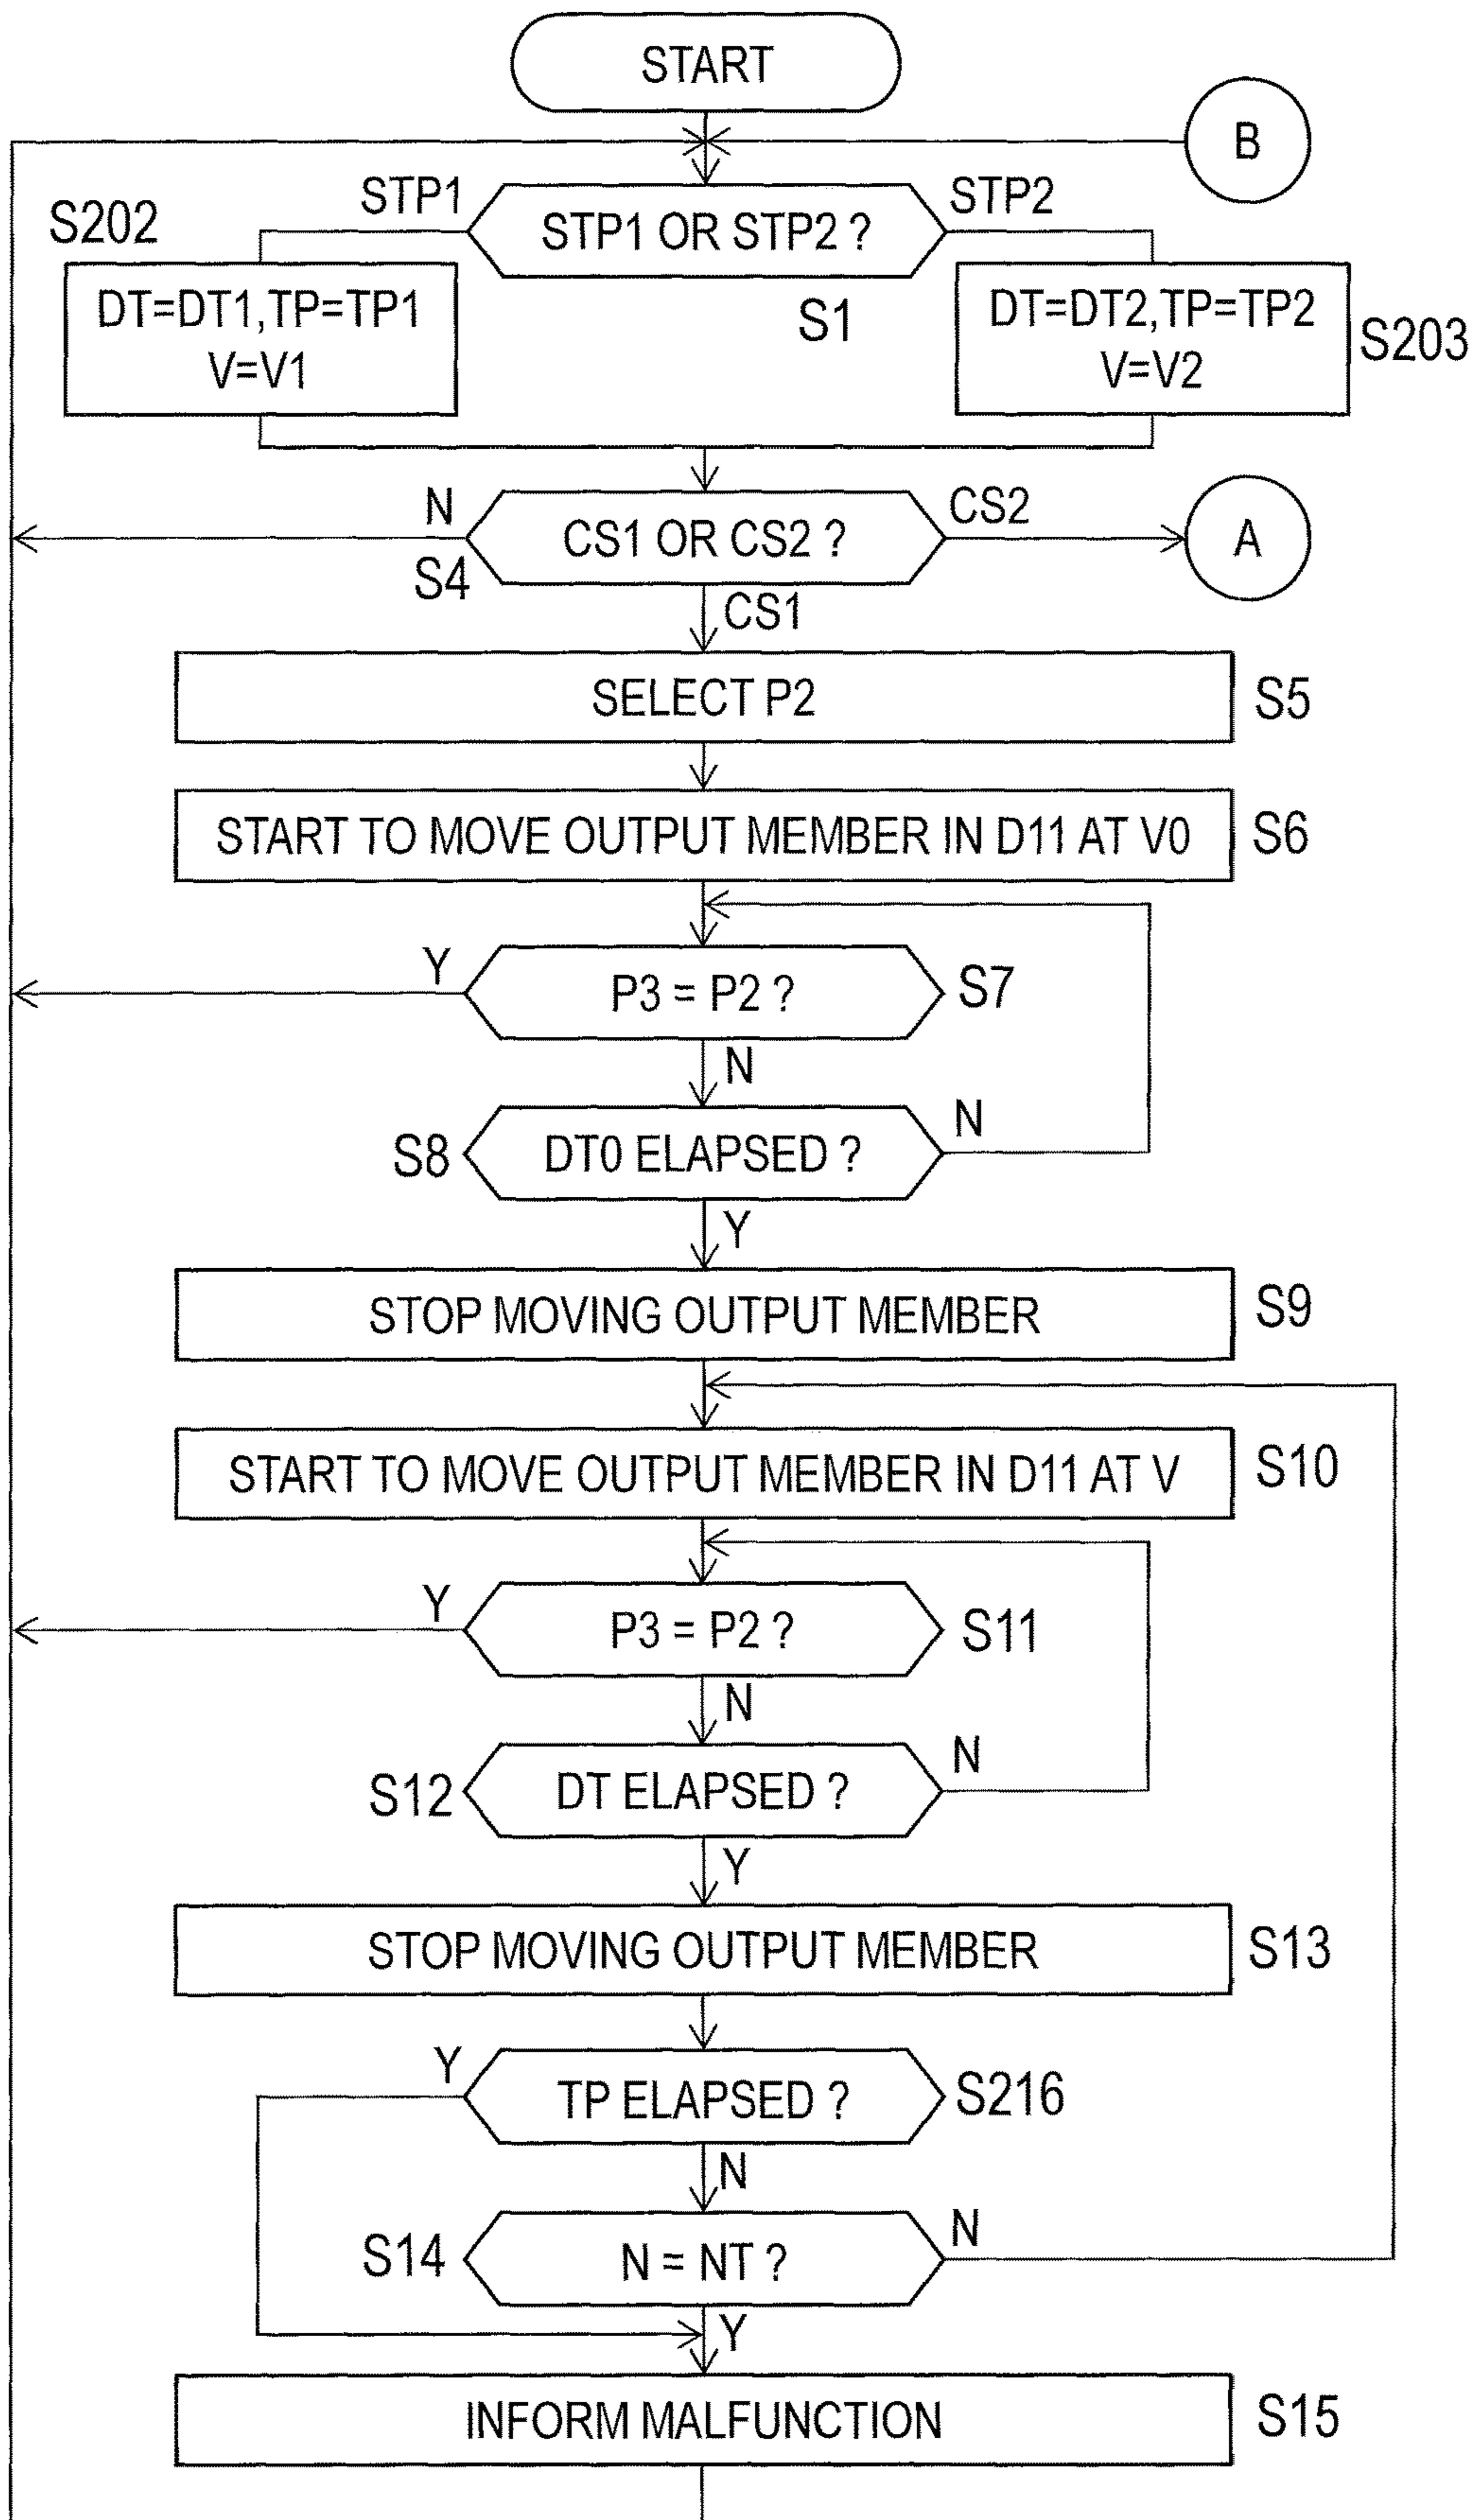 START
B
STP1
STP1 OR STP2 ?
STP2
S202
S1
DT=DT1,TP=TP1
V=V1
DT=DT2,TP=TP2
V=V2
S203
N
CS1 OR CS2 ?
CS2
A
S4
CS1
SELECT P2
S5
START TO MOVE OUTPUT MEMBER IN D11 AT V0
S6
Y
P3 = P2 ?
S7
N
S8
DT0 ELAPSED ?
N
Y
STOP MOVING OUTPUT MEMBER
S9
START TO MOVE OUTPUT MEMBER IN D11 AT V
S10
Y
P3 = P2 ?
S11
N
S12
DT ELAPSED ?
N
Y
STOP MOVING OUTPUT MEMBER
S13
Y
TP ELAPSED ?
S216
N
S14
N = NT ?
N
Y
INFORM MALFUNCTION
S15